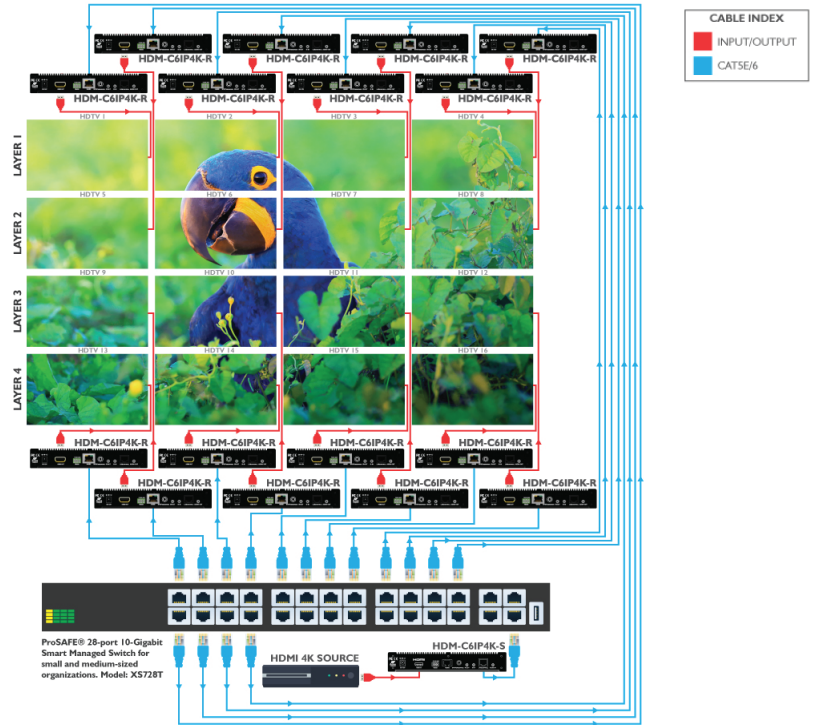 CABLE INDEX
INPUT/OUTPUT
CAT5E/6
HDM-C6IP4K-R HDM-C6IP4K-R HDM-C6IP4K-R HDM-C6IP4K-R
HDM-C6IP4K-R HDM-C6IP4K-R HDM-C6IP4K-R HDM-C6IP4K-R
HDTV 1 HDTV 2 HDTV 3 HDTV 4
LAYER 1
HDTV 5 HDTV 6 HDTV 7 HDTV 8
LAYER 2
HDTV 9 HDTV 10 HDTV 11 HDTV 12
LAYER 3
HDTV 13 HDTV 14 HDTV 15 HDTV 16
LAYER 4
HDM-C6IP4K-R HDM-C6IP4K-R HDM-C6IP4K-R HDM-C6IP4K-R
HDM-C6IP4K-R HDM-C6IP4K-R HDM-C6IP4K-R HDM-C6IP4K-R
ProSAFE® 28-port 10-Gigabit
Smart Managed Switch for
small and medium-sized
organizations. Model: XS728T
HDMI 4K SOURCE
HDM-C6IP4K-S